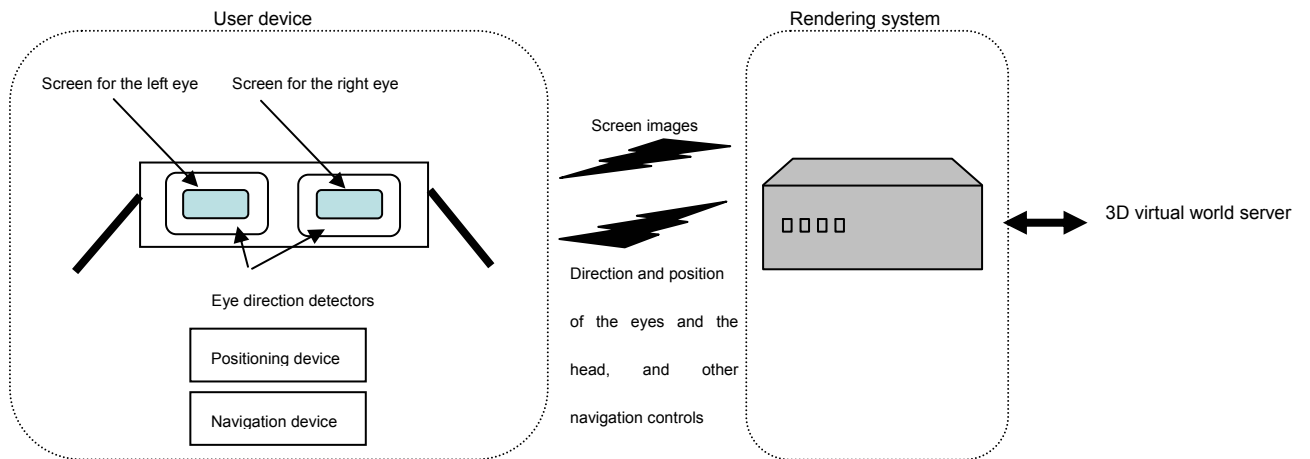 User device
Rendering system
Screen for the left eye
Screen for the right eye
Screen images
3D virtual world server
Direction and position
of the eyes and the
head, and other
navigation controls
Eye direction detectors
Positioning device
Navigation device